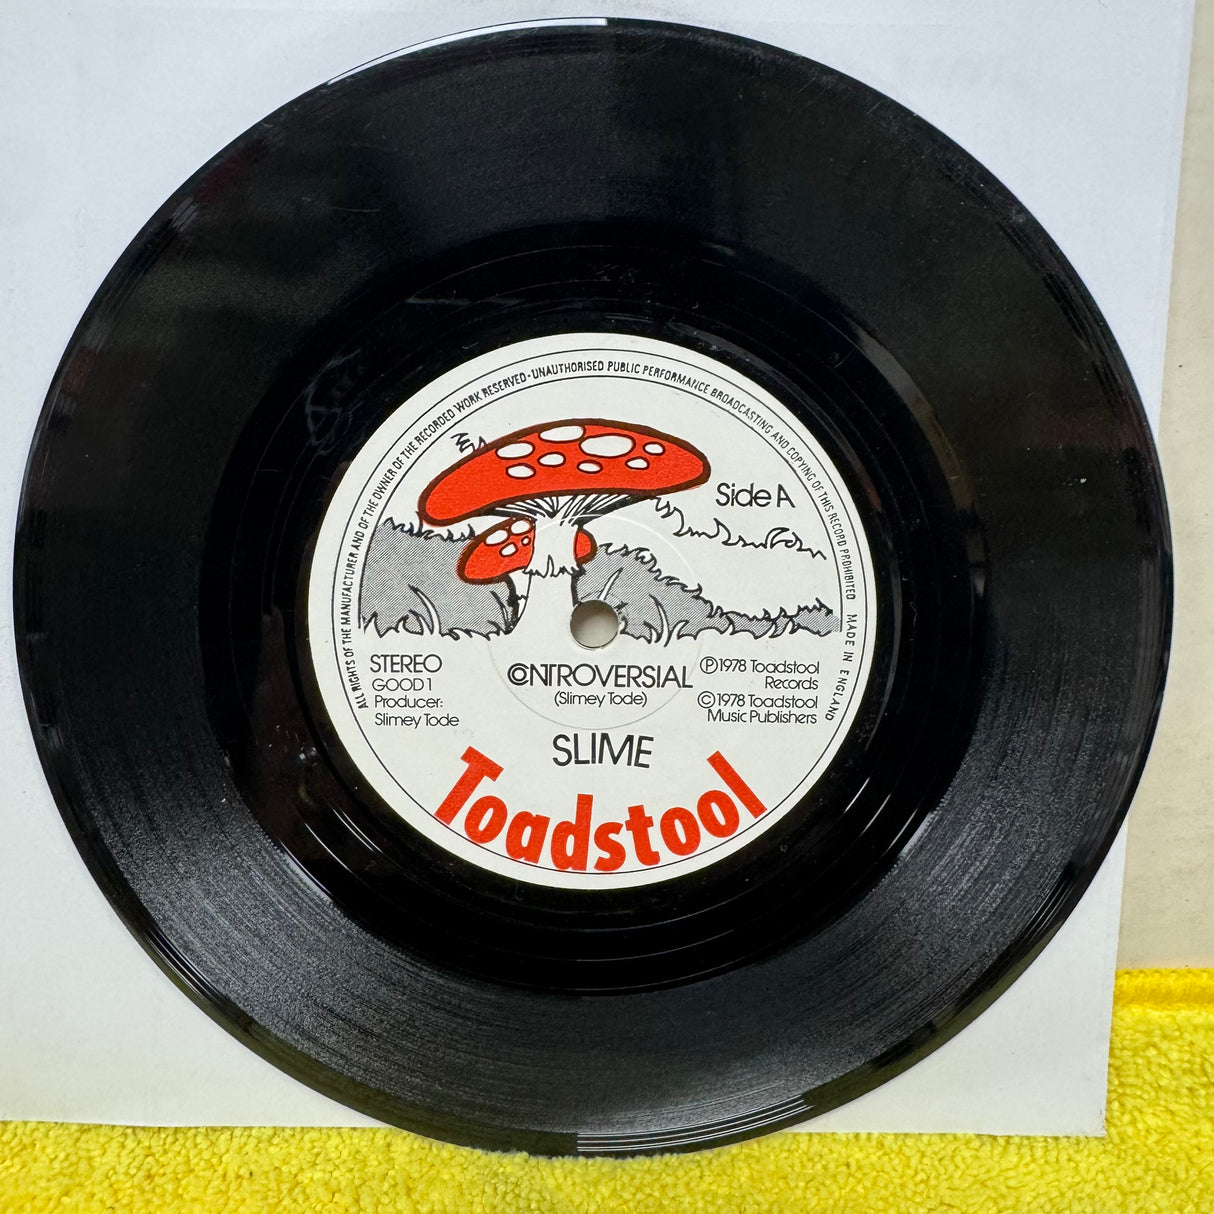 ALL RIGHTS OF THE MANUFACTURER AND OF THE OWNER OF THE RECORDED WORK RESERVED-UNAUTHORISED PUBLIC PERFORMANCE BROADCASTING AND COPYING OF THIS RECORD PROHIBITED MADE IN ENGLAND
Side A
STEREO
GOOD 1
Producer:
Slimey Tode
CONTROVERSIAL
(Slimey Tode)
℗1978 Toadstool
Records
©1978 Toadstool
Music Publishers
SLIME
Toadstool